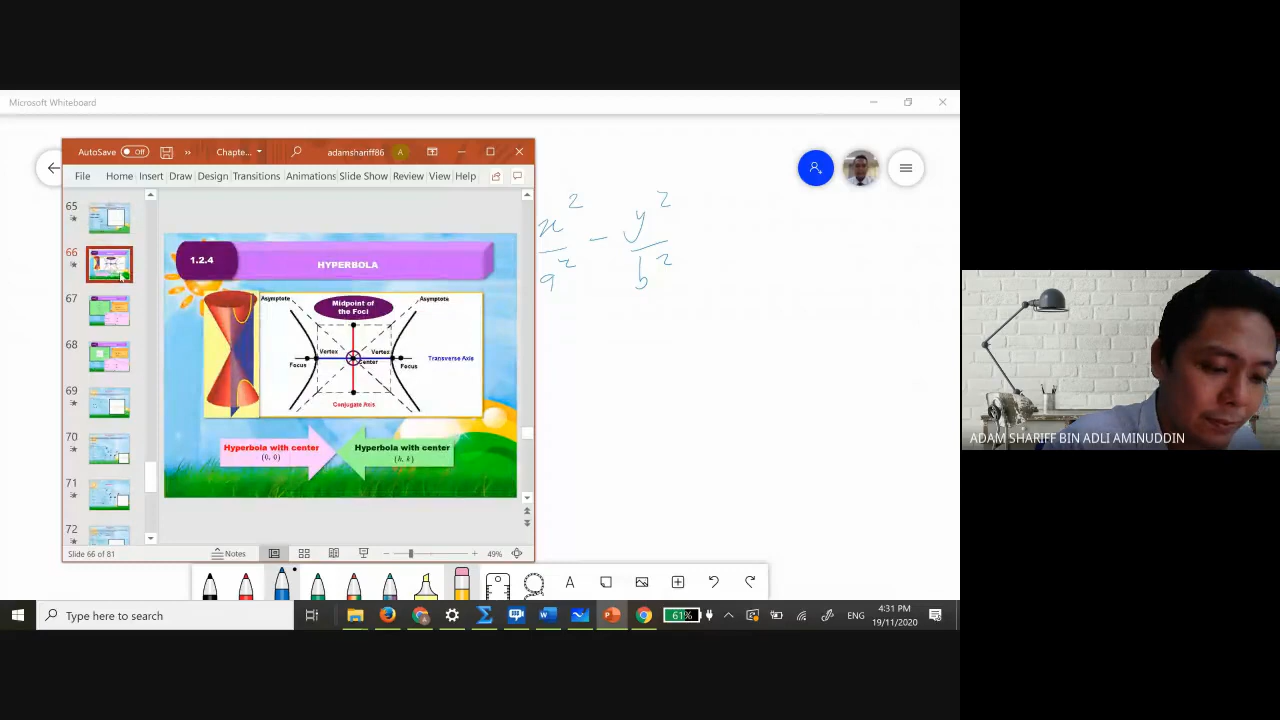 Microsoft Whiteboard
AutoSave Off Chapte... adamshariff86 A
File Home Insert Draw Design Transitions Animations Slide Show Review View Help
65
66
67
68
69
70
71
72
1.2.4
HYPERBOLA
Asymptote
Midpoint of
the Foci
Asymptote
Vertex
Vertex
Center
Focus
Focus
Transverse Axis
Conjugate Axis
Hyperbola with center
(0, 0)
Hyperbola with center
(h, k)
x² - y²
a² b²
Slide 66 of 81 Notes 49%
A
ADAM SHARIFF BIN ADLI AMINUDDIN
Type here to search
61%
ENG
4:31 PM
19/11/2020